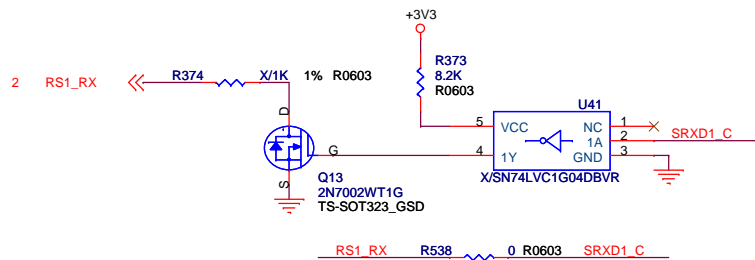 +3V3
2 RS1_RX R374 X/1K 1% R0603
R373
8.2K
R0603
U41
D
5 VCC NC 1
1A 2 SRXD1_C
4 1Y GND 3
G
S
X/SN74LVC1G04DBVR
Q13
2N7002WT1G
TS-SOT323_GSD
RS1_RX R538 0 R0603 SRXD1_C